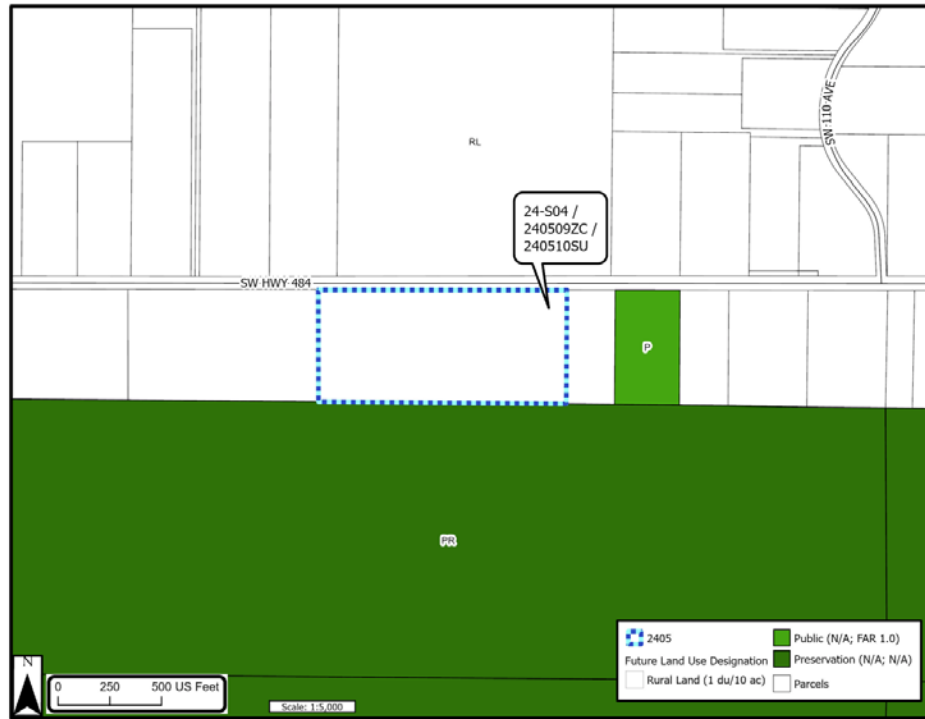 RL
SW 110 AVE
24-S04 /
240509ZC /
240510SU
SW HWY 484
P
PR
N
0 250 500 US Feet
Scale: 1:5,000
2405
Future Land Use Designation
Rural Land (1 du/10 ac)
Public (N/A; FAR 1.0)
Preservation (N/A; N/A)
Parcels